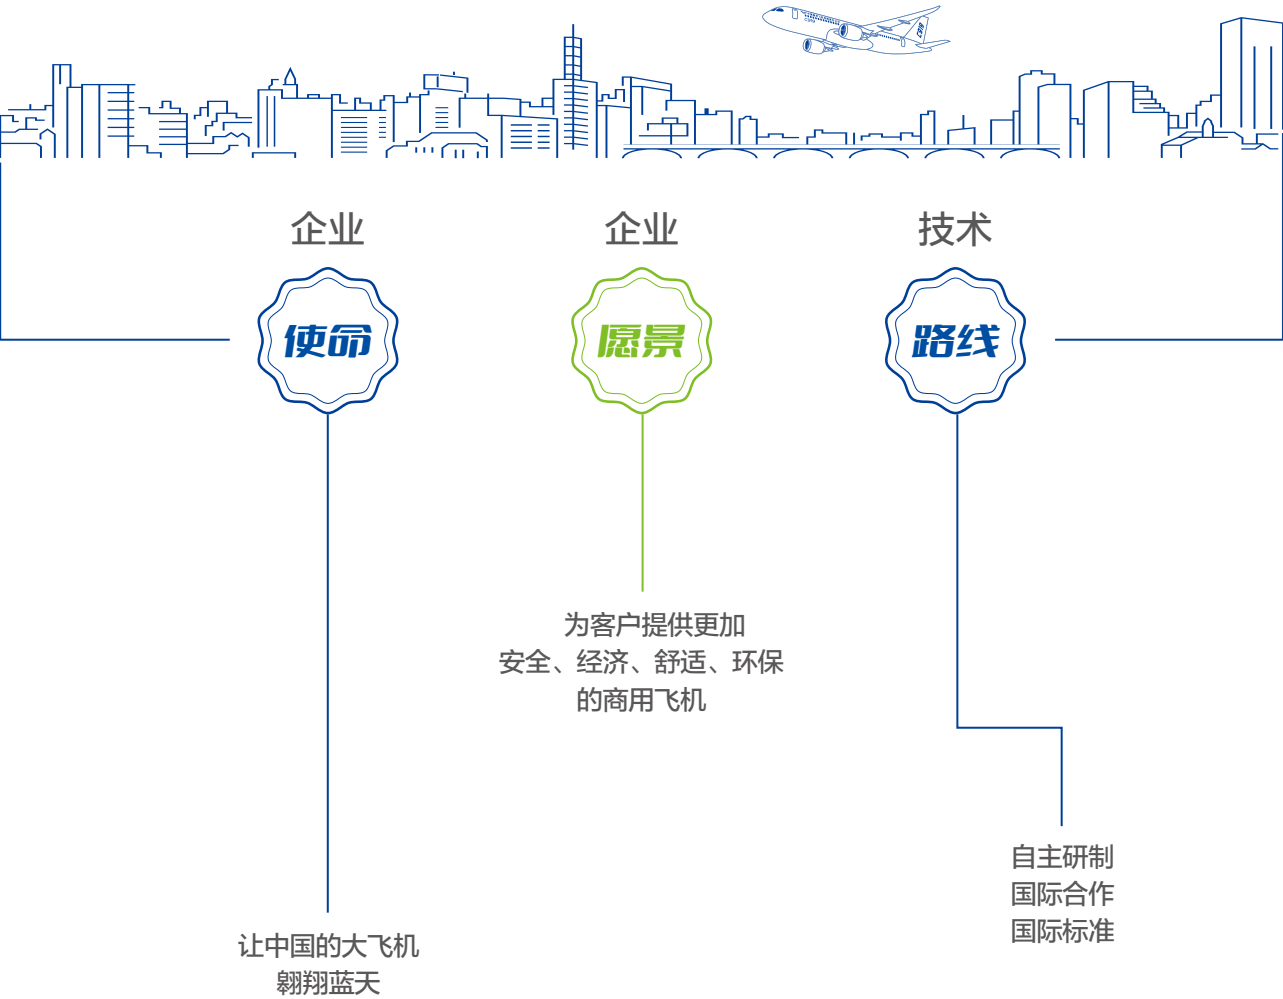 企业
使命
让中国的大飞机
翱翔蓝天
企业
愿景
为客户提供更加
安全、经济、舒适、环保
的商用飞机
技术
路线
自主研制
国际合作
国际标准